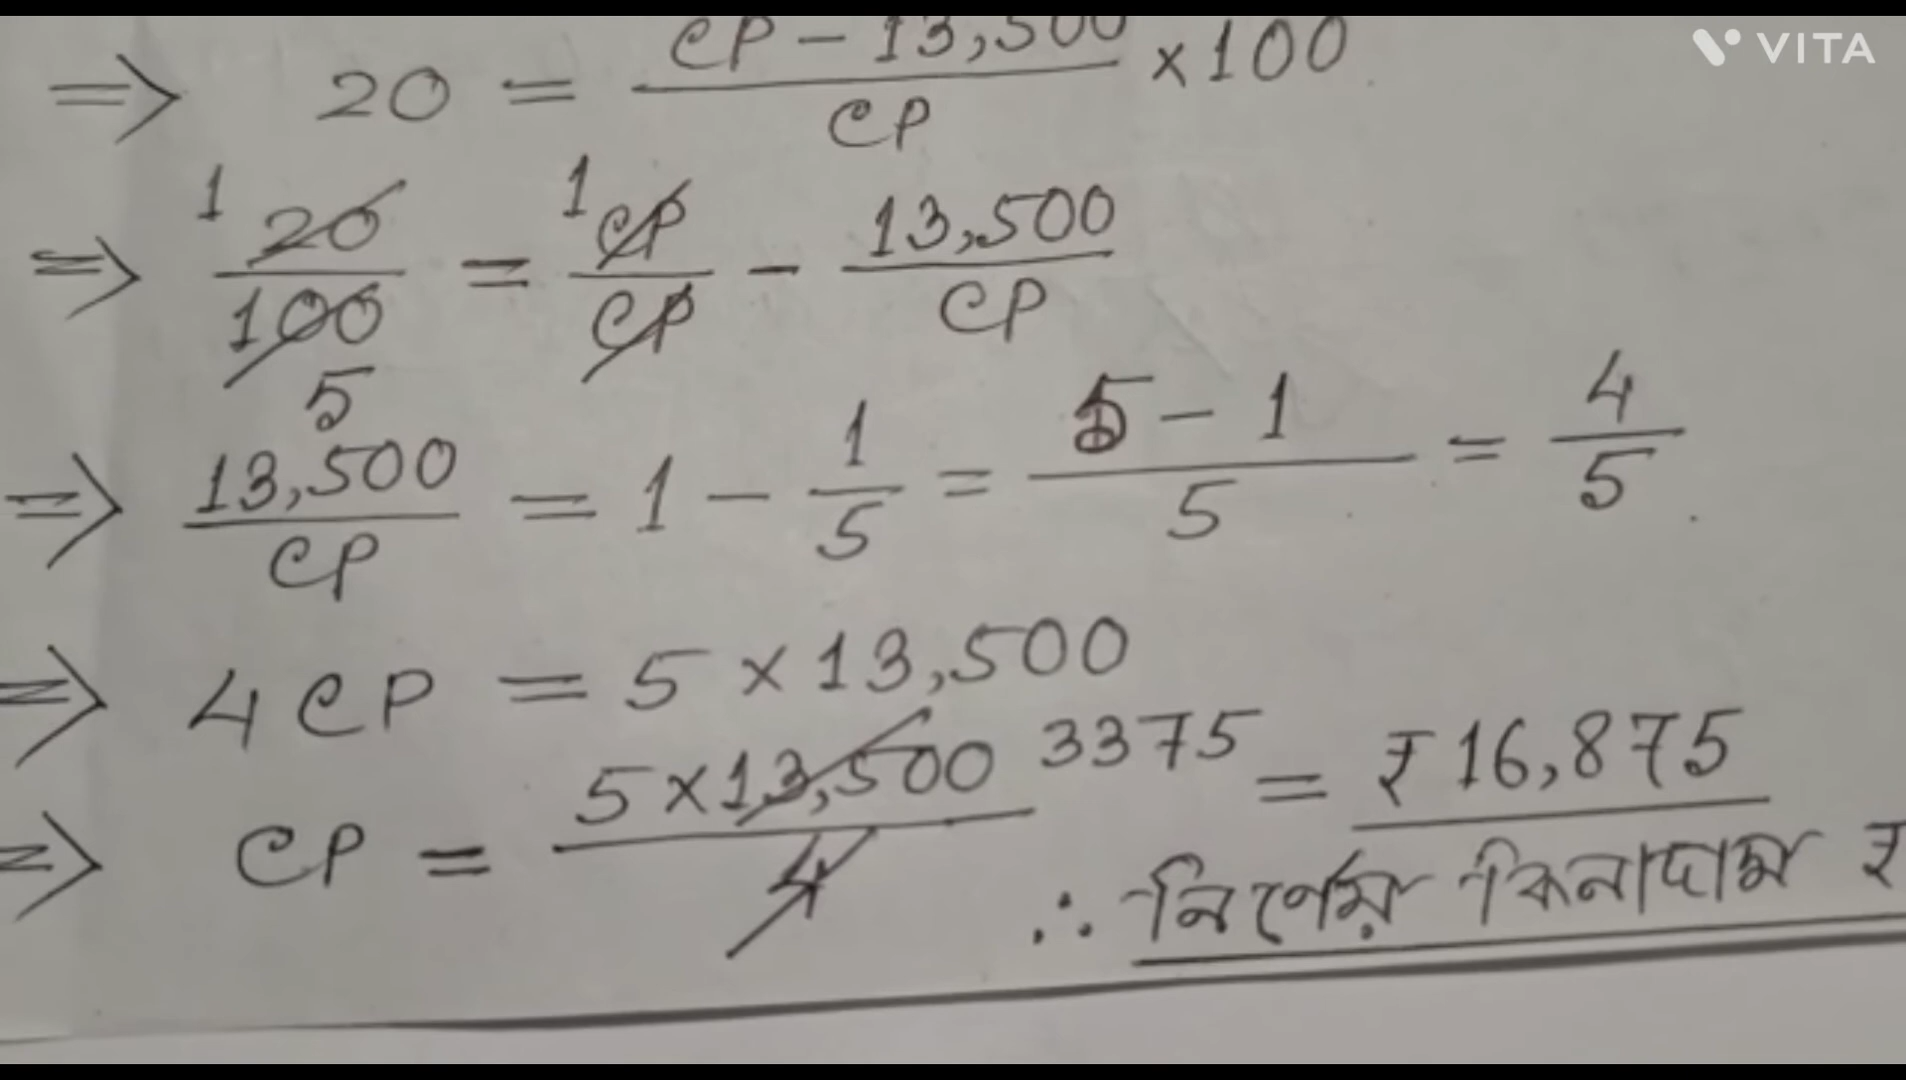 VITA
⇒ 20 = (CP - 13,500)/CP × 100
⇒ 1 20/100 5 = 1 CP/CP - 13,500/CP
⇒ 13,500/CP = 1 - 1/5 = (5 - 1)/5 = 4/5
⇒ 4 CP = 5 × 13,500
⇒ CP = (5 × 13,500)/4 3375 = ₹ 16,875
∴ নির্ণেয় কিনাদাম ₹